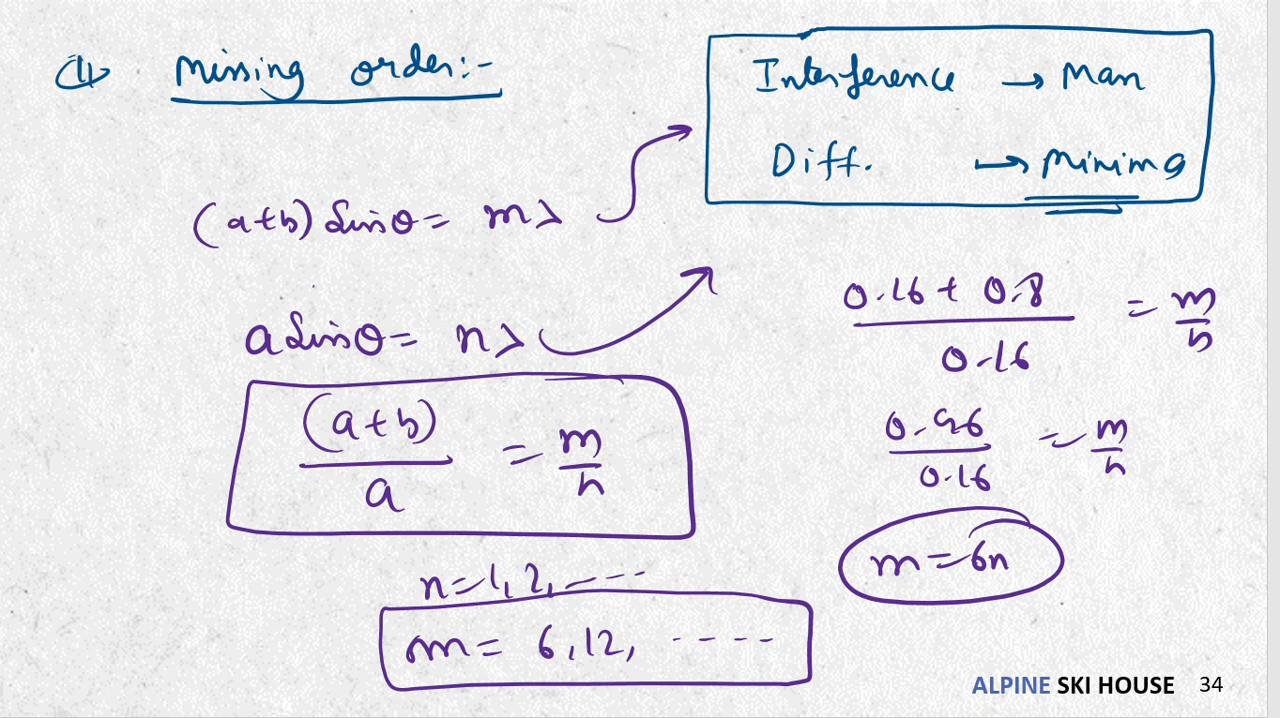 (1) Missing order:-
Interference → Max
Diff. → Minima
(a+b) Sinθ = mλ
a Sinθ = nλ
(a+b)/a = m/n
n=1, 2, ----
m = 6, 12, ----
0.16 + 0.8 / 0.16 = m/n
0.96/0.16 = m/n
m = 6n
ALPINE SKI HOUSE 34